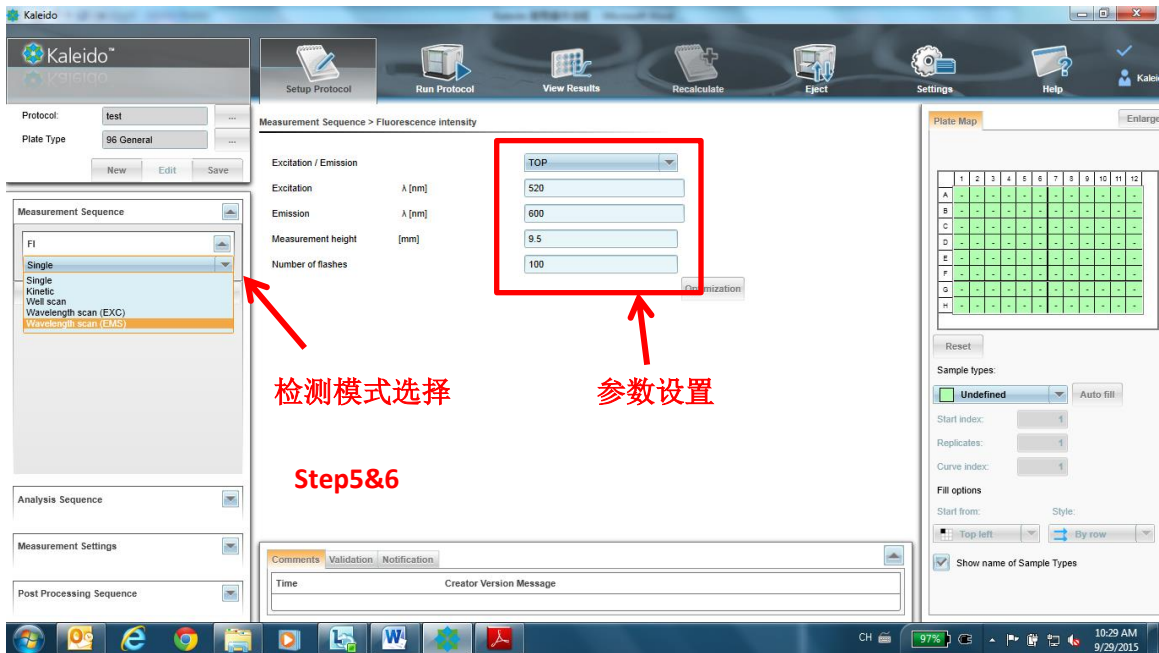 Kaleido
Kaleido™
Setup Protocol
Run Protocol
View Results
Recalculate
Eject
Settings
Help
Kaleid
Protocol: test ...
Plate Type 96 General ...
New Edit Save
Measurement Sequence
FI
Single
Single
Kinetic
Well scan
Wavelength scan (EXC)
Wavelength scan (EMS)
Analysis Sequence
Measurement Settings
Post Processing Sequence
Measurement Sequence > Fluorescence intensity
Excitation / Emission TOP
Excitation λ [nm] 520
Emission λ [nm] 600
Measurement height [mm] 9.5
Number of flashes 100
检测模式选择
参数设置
Step5&6
Comments Validation Notification
Time Creator Version Message
Plate Map Enlarge
1 2 3 4 5 6 7 8 9 10 11 12
A - - - - - - - - - - - -
B - - - - - - - - - - - -
C - - - - - - - - - - - -
D - - - - - - - - - - - -
E - - - - - - - - - - - -
F - - - - - - - - - - - -
G - - - - - - - - - - - -
H - - - - - - - - - - - -
Reset
Sample types:
Undefined Auto fill
Start index: 1
Replicates: 1
Curve index: 1
Fill options
Start from: Style:
Top left By row
Show name of Sample Types
CH 97% 10:29 AM
9/29/2015